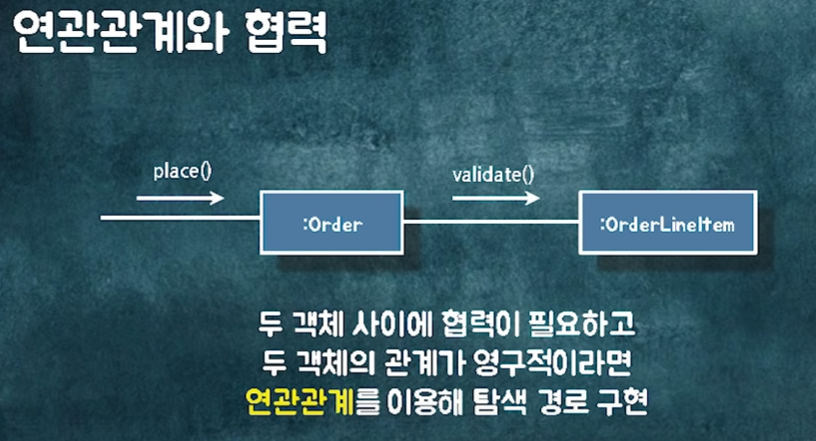 연관관계와 협력
place()
validate()
:Order
:OrderLineItem
두 객체 사이에 협력이 필요하고
두 객체의 관계가 영구적이라면
연관관계를 이용해 탐색 경로 구현